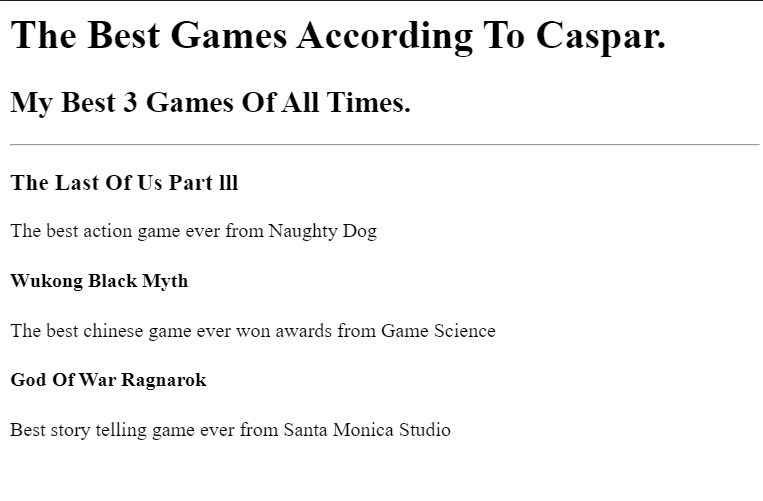 The Best Games According To Caspar.
My Best 3 Games Of All Times.
The Last Of Us Part lll
The best action game ever from Naughty Dog
Wukong Black Myth
The best chinese game ever won awards from Game Science
God Of War Ragnarok
Best story telling game ever from Santa Monica Studio